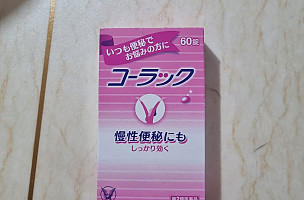 いつも便秘で
お悩みの方に
60錠
コーラック
慢性便秘にも
しっかり効く